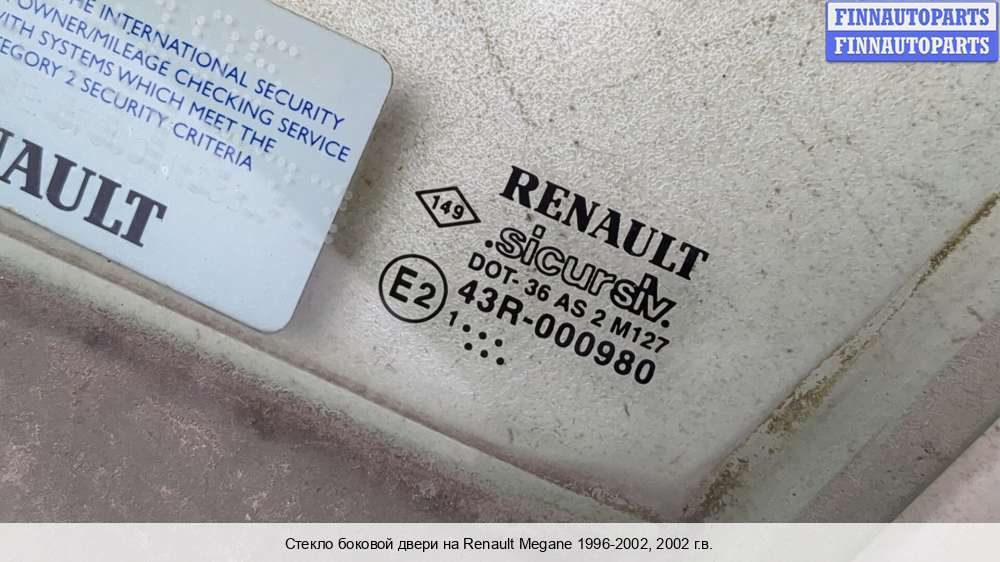 FINNAUTOPARTS
FINNAUTOPARTS
THE INTERNATIONAL SECURITY
OWNER/MILEAGE CHECKING SERVICE
WITH SYSTEMS WHICH MEET THE
CATEGORY 2 SECURITY CRITERIA
RENAULT
149
RENAULT
.sicursiv.
DOT- 36 AS 2 M127
E2
43R-000980
1
Стекло боковой двери на Renault Megane 1996-2002, 2002 г.в.